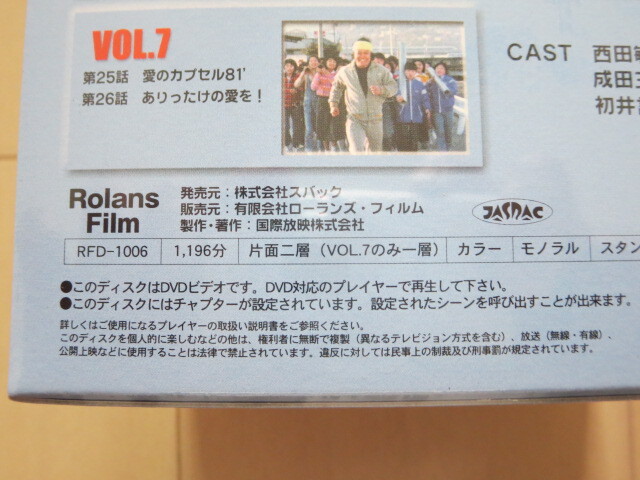 VOL.7
第25話 愛のカプセル81'
第26話 ありったけの愛を！
CAST 西田
成田
初井
Rolans
Film
発売元：株式会社スバック
販売元：有限会社ローランズ・フィルム
製作・著作：国際放映株式会社
JASRAC
RFD-1006 1,196分 片面二層（VOL.7のみ一層） カラー モノラル スタン
●このディスクはDVDビデオです。DVD対応のプレイヤーで再生して下さい。
●このディスクにはチャプターが設定されています。設定されたシーンを呼び出すことが出来ます。
詳しくはご使用になるプレイヤーの取扱い説明書をご参照ください。
このディスクを個人的に楽しむなどの他は、権利者に無断で複製（異なるテレビジョン方式を含む）、放送（無線・有線）、
公開上映などに使用することは法律で禁止されています。違反に対しては民事上の制裁及び刑事罰が規定されています。